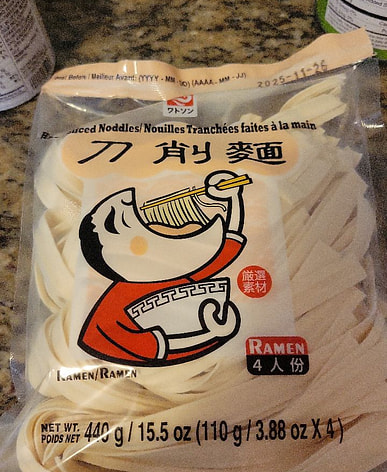 Best Before / Meilleur Avant: (YYYY - MM - DD) (AAAA - MM - JJ)
2025-11-26
ワトソン
Sliced Noodles/ Nouilles Tranchées faites à la main
刀削麵
厳選
素材
RAMEN
4人份
RAMEN/RAMEN
NET WT.
POIDS NET
440 g / 15.5 oz (110 g / 3.88 oz X 4)